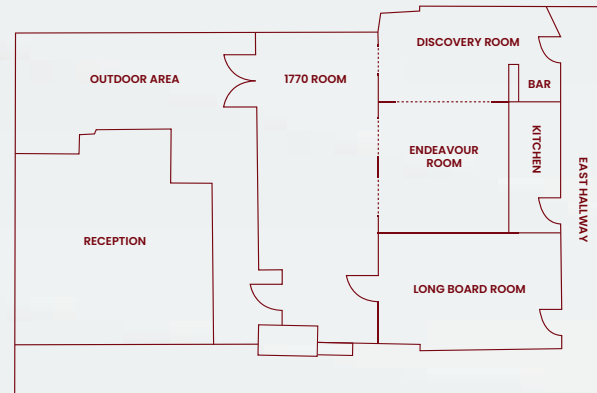 DISCOVERY ROOM
OUTDOOR AREA
1770 ROOM
BAR
ENDEAVOUR
ROOM
KITCHEN
EAST HALLWAY
RECEPTION
LONG BOARD ROOM